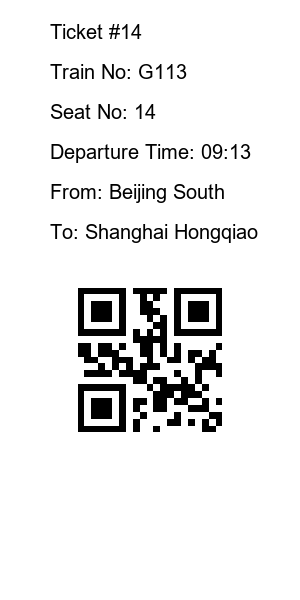 Ticket #14
Train No: G113
Seat No: 14
Departure Time: 09:13
From: Beijing South
To: Shanghai Hongqiao